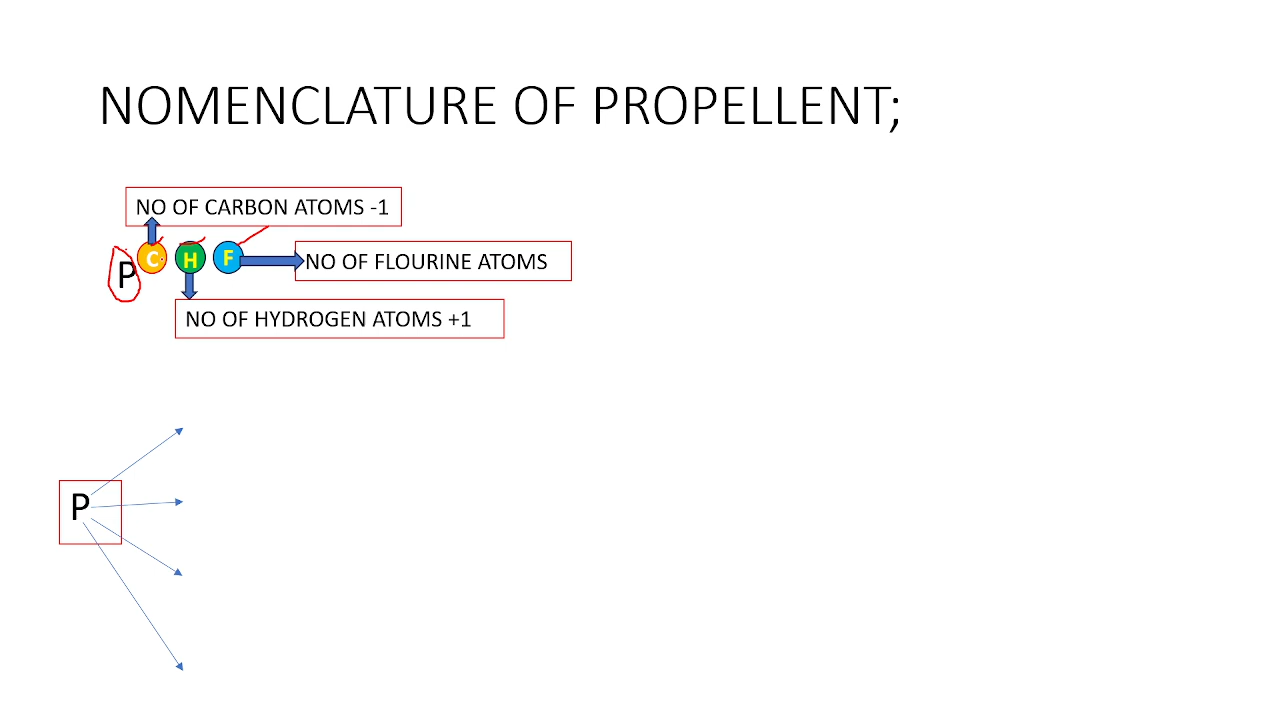 NOMENCLATURE OF PROPELLENT;
NO OF CARBON ATOMS -1
P C H F
NO OF FLOURINE ATOMS
NO OF HYDROGEN ATOMS +1
P